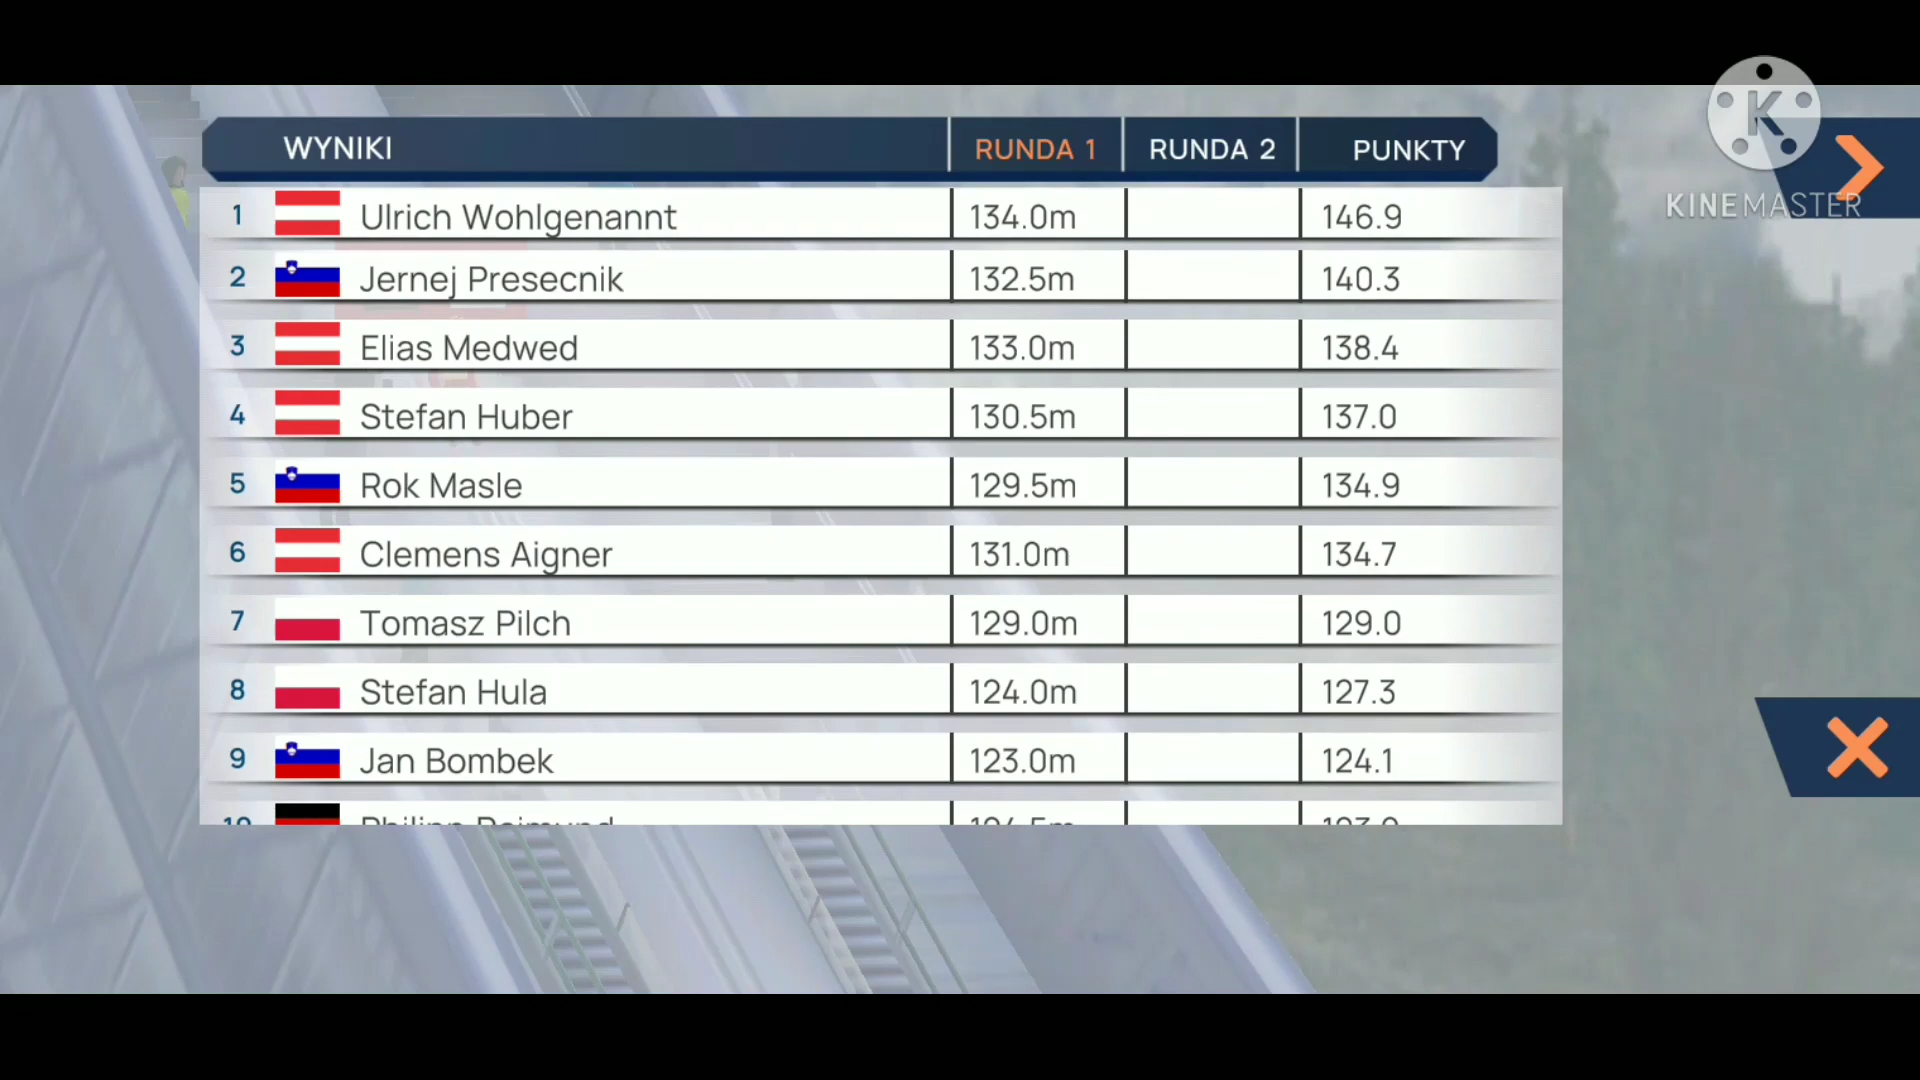 WYNIKI RUNDA 1 RUNDA 2 PUNKTY
K
KINEMASTER
1 Ulrich Wohlgenannt 134.0m 146.9
2 Jernej Presecnik 132.5m 140.3
3 Elias Medwed 133.0m 138.4
4 Stefan Huber 130.5m 137.0
5 Rok Masle 129.5m 134.9
6 Clemens Aigner 131.0m 134.7
7 Tomasz Pilch 129.0m 129.0
8 Stefan Hula 124.0m 127.3
9 Jan Bombek 123.0m 124.1
10 Philipp Raimund